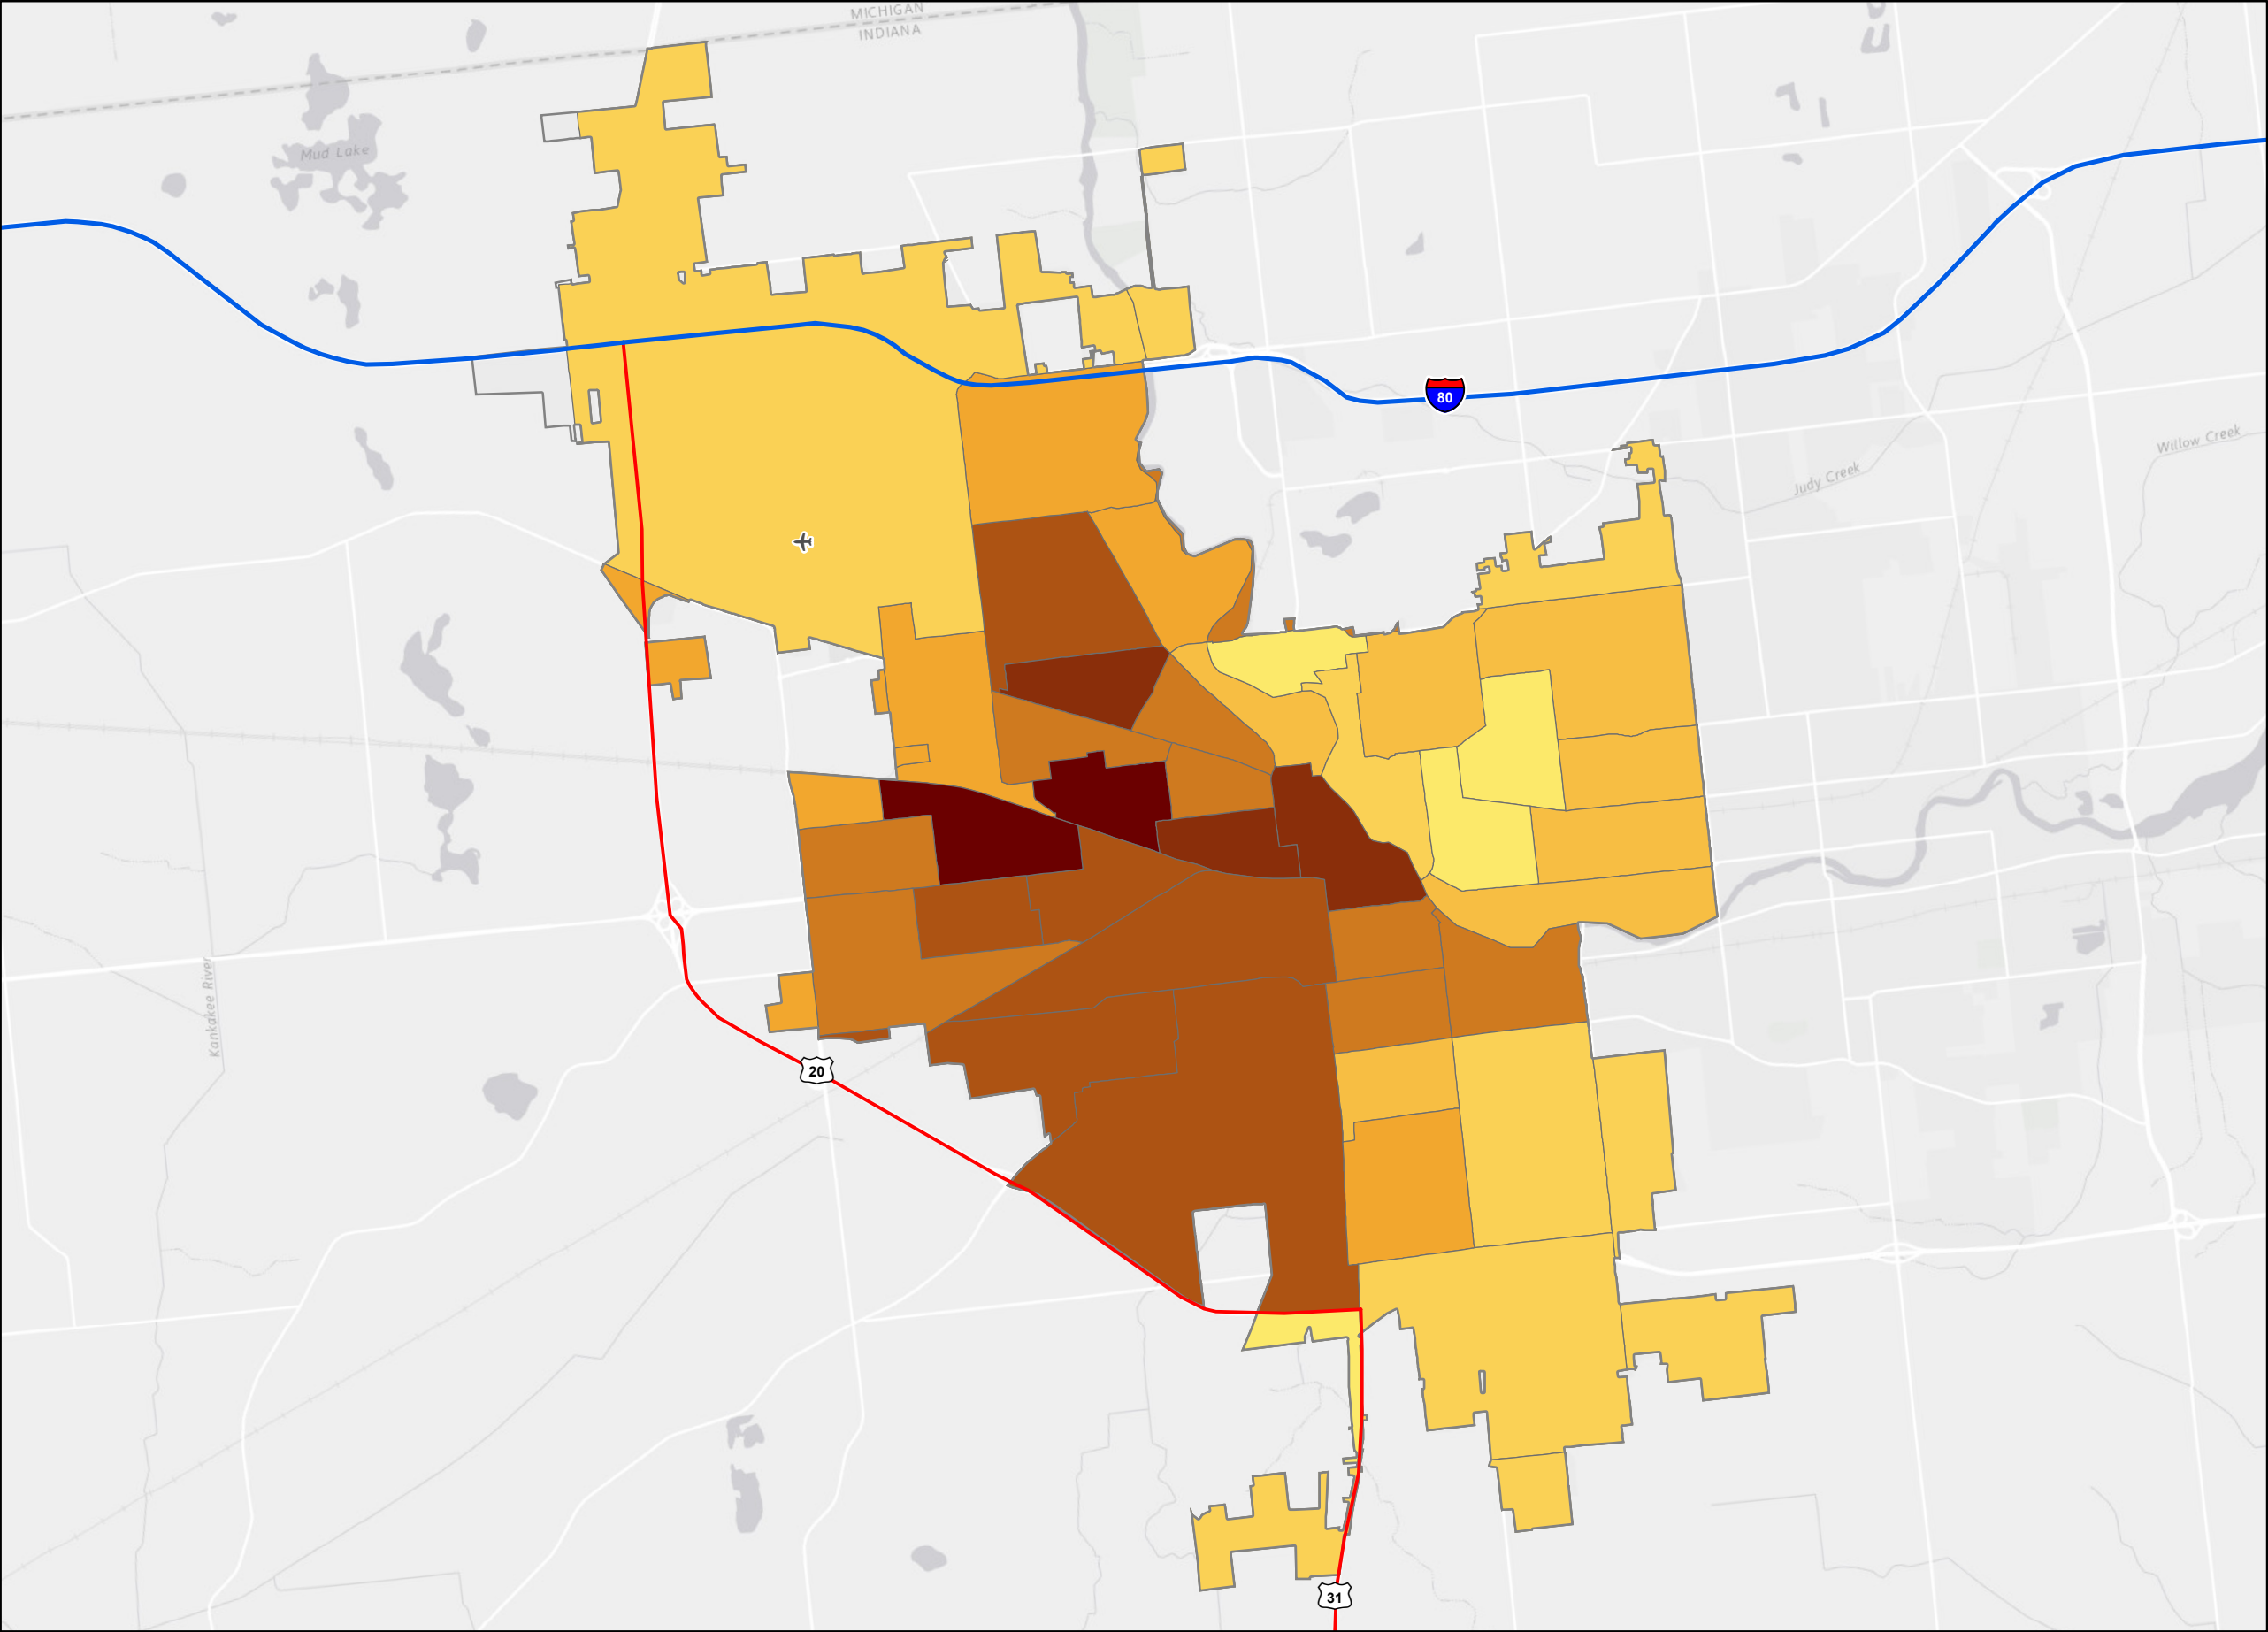 MICHIGAN
INDIANA
Mud Lake
80
Willow Creek
Judy Creek
Kankakee River
20
31